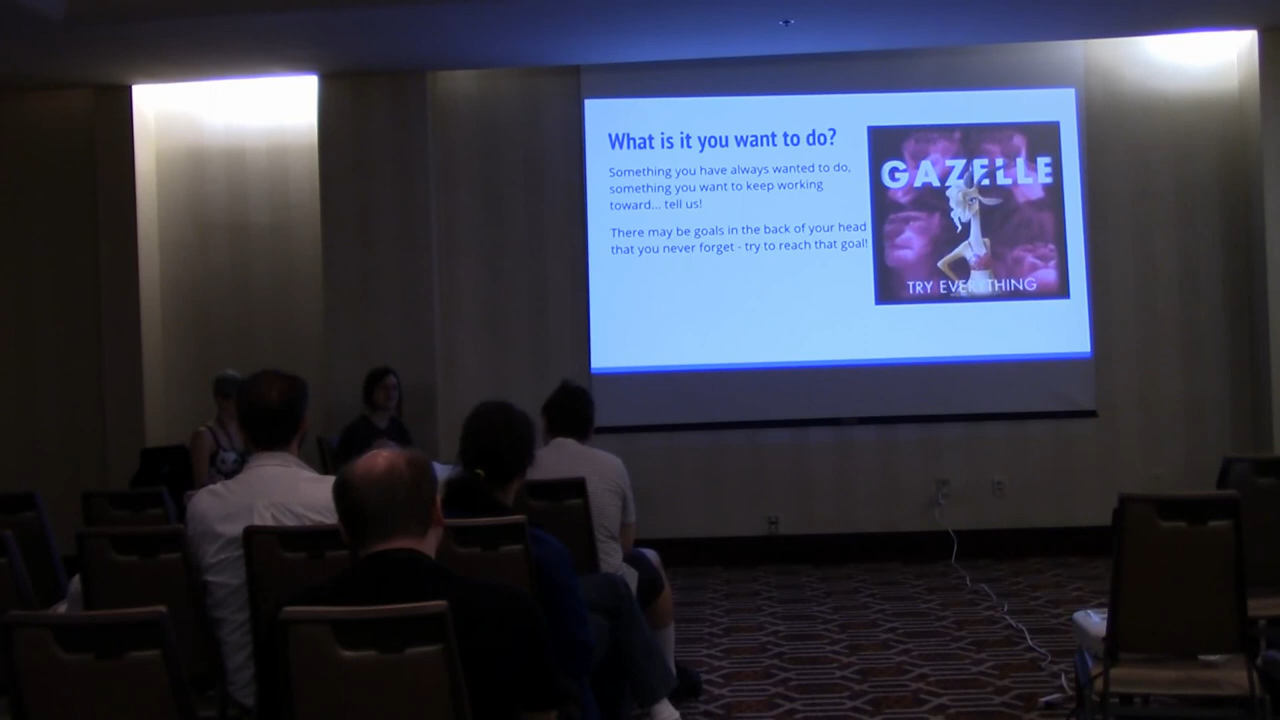 What is it you want to do?
Something you have always wanted to do,
something you want to keep working
toward... tell us!
There may be goals in the back of your head
that you never forget - try to reach that goal!
GAZELLE
TRY EVERYTHING